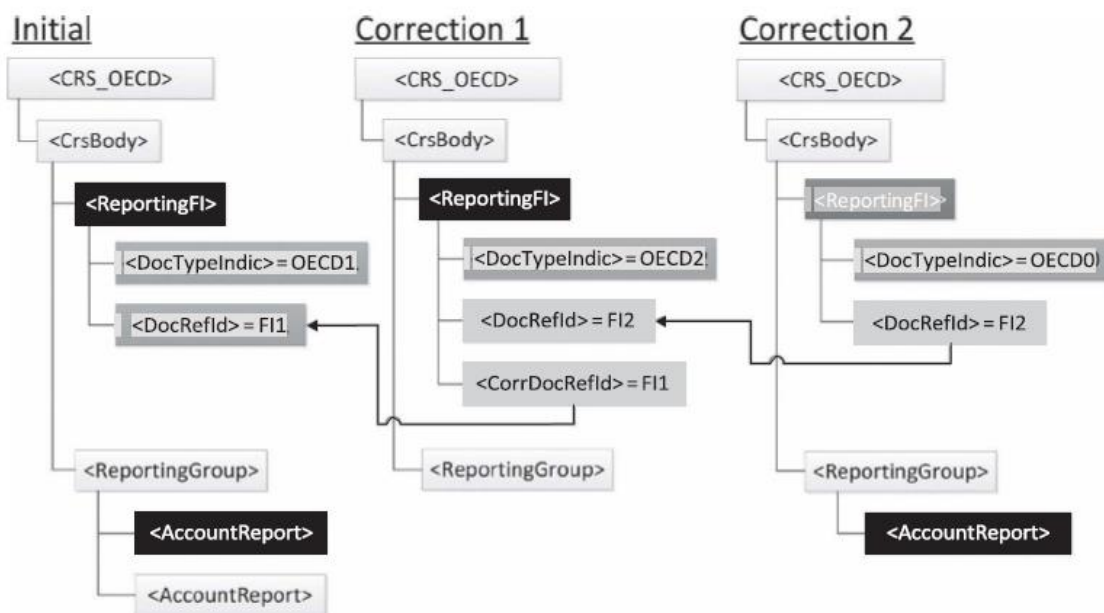 Initial
<CRS_OECD>
<CrsBody>
<ReportingFI>
<DocTypeIndic>=OECD1
<DocRefId>=FI1
<ReportingGroup>
<AccountReport>
<AccountReport>
Correction 1
<CRS_OECD>
<CrsBody>
<ReportingFI>
<DocTypeIndic>=OECD2
<DocRefId>=FI2
<CorrDocRefId>=FI1
<ReportingGroup>
Correction 2
<CRS_OECD>
<CrsBody>
<ReportingFI>
<DocTypeIndic>=OECD0
<DocRefId>=FI2
<ReportingGroup>
<AccountReport>